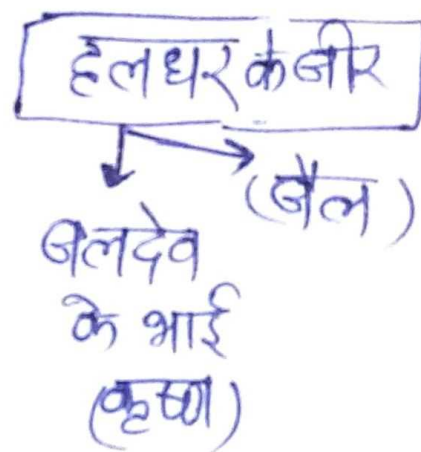 हलधर के बीर
(बैल)
बलदेव
के भाई
(कृष्ण)